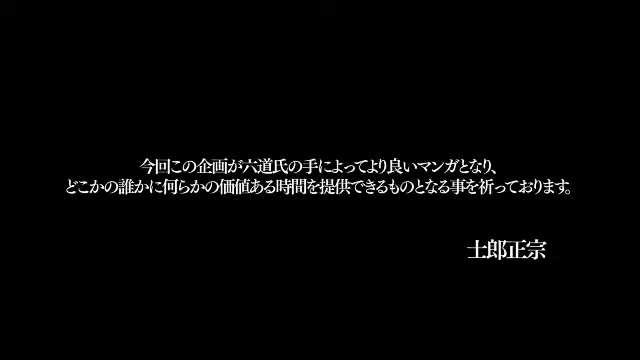 今回この企画が六道氏の手によってより良いマンガとなり、
どこかの誰かに何らかの価値ある時間を提供できるものとなる事を祈っております。
士郎正宗